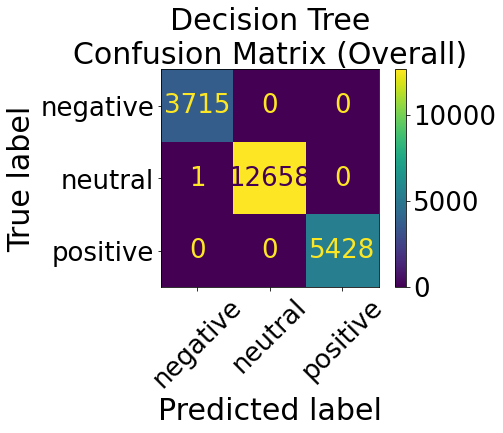 Decision Tree
Confusion Matrix (Overall)
True label
negative 3715 0 0
neutral 1 12658 0
positive 0 0 5428
negative neutral positive
Predicted label
10000
5000
0